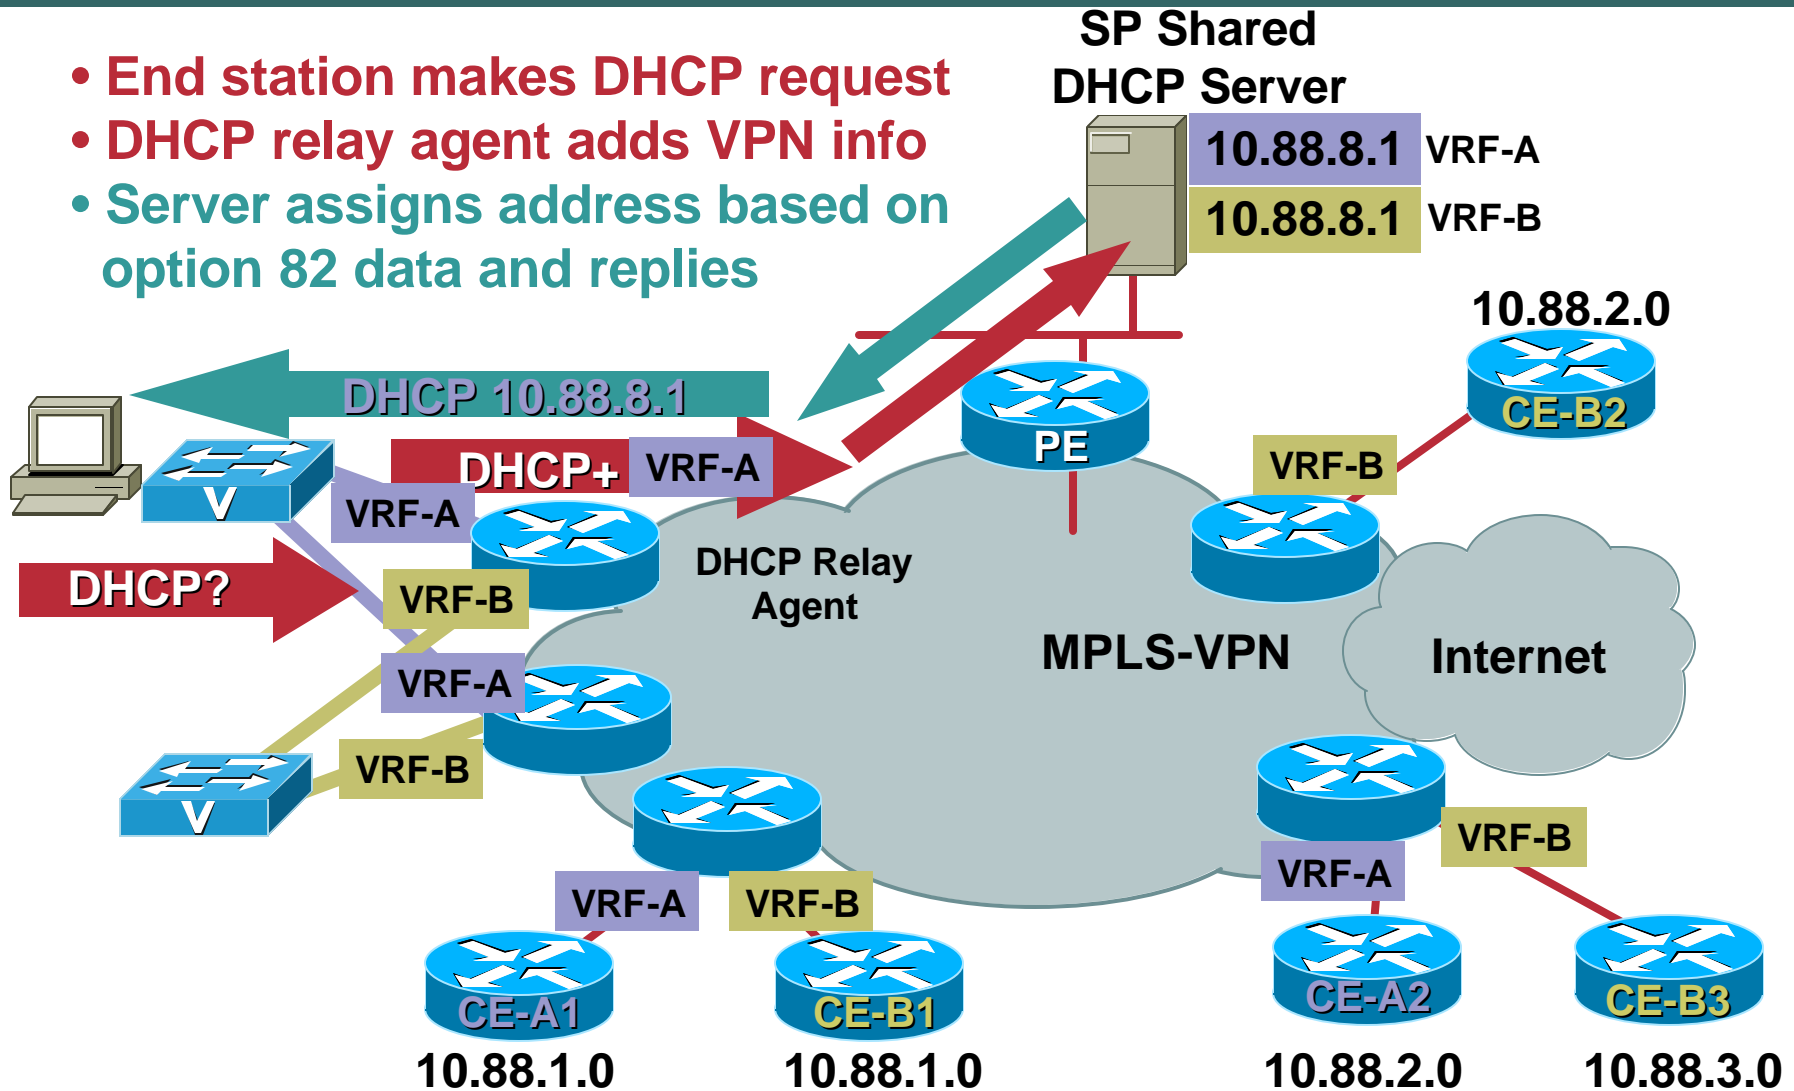 SP Shared
DHCP Server
• End station makes DHCP request
• DHCP relay agent adds VPN info
• Server assigns address based on
option 82 data and replies
10.88.8.1 VRF-A
10.88.8.1 VRF-B
10.88.2.0
CE-B2
DHCP 10.88.8.1
PE
DHCP+ VRF-A
VRF-B
V
VRF-A
DHCP Relay
Agent
DHCP?
VRF-B
MPLS-VPN
Internet
VRF-A
VRF-B
V
VRF-B
VRF-A
VRF-A
VRF-B
CE-A1
CE-B1
CE-A2
CE-B3
10.88.1.0
10.88.1.0
10.88.2.0
10.88.3.0